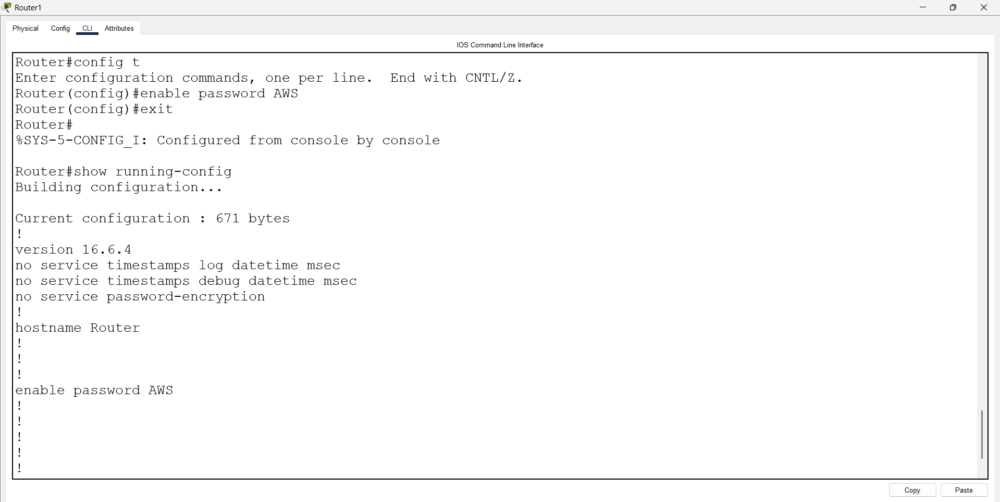 Router1
Physical Config CLI Attributes
IOS Command Line Interface
Router#config t
Enter configuration commands, one per line.  End with CNTL/Z.
Router(config)#enable password AWS
Router(config)#exit
Router#
%SYS-5-CONFIG_I: Configured from console by console
Router#show running-config
Building configuration...
Current configuration : 671 bytes
!
version 16.6.4
no service timestamps log datetime msec
no service timestamps debug datetime msec
no service password-encryption
!
hostname Router
!
!
!
enable password AWS
!
!
!
!
!
Copy Paste